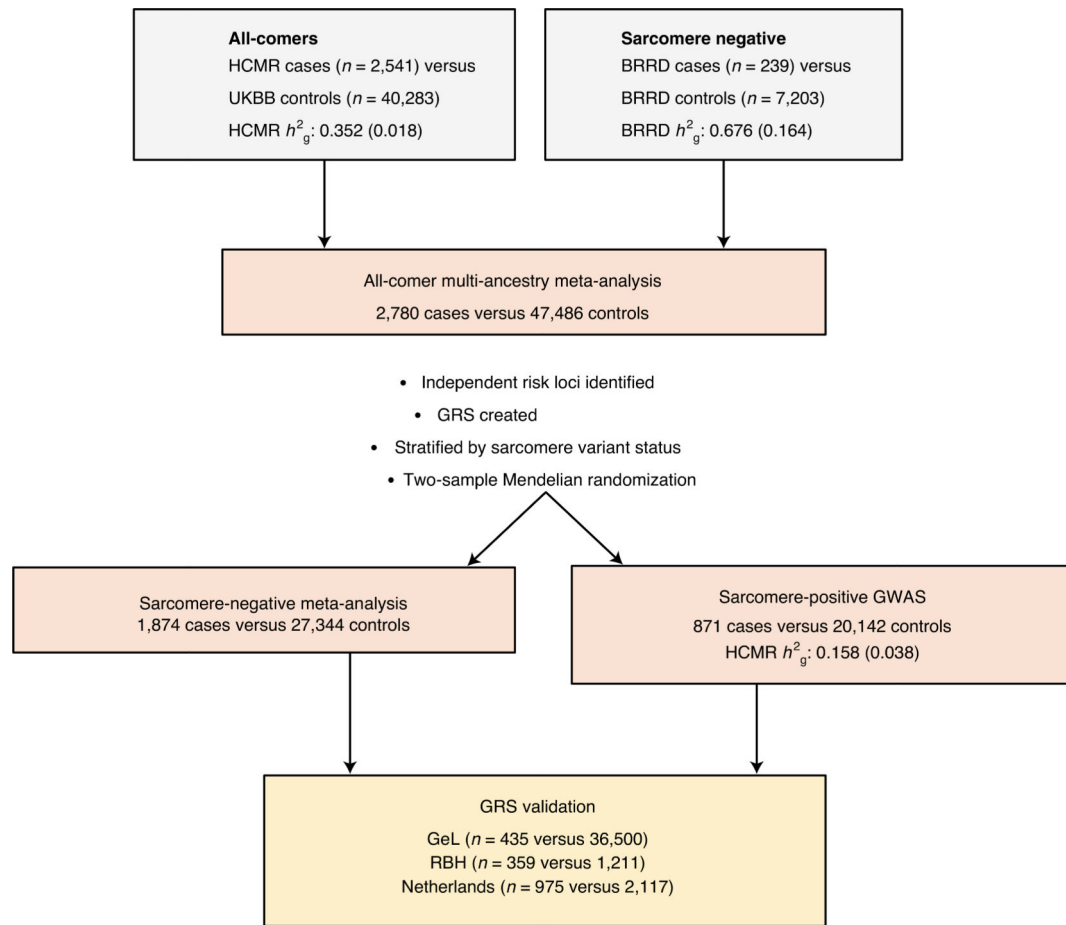 All-comers
HCMR cases (n = 2,541) versus
UKBB controls (n = 40,283)
HCMR h²g: 0.352 (0.018)
Sarcomere negative
BRRD cases (n = 239) versus
BRRD controls (n = 7,203)
BRRD h²g: 0.676 (0.164)
All-comer multi-ancestry meta-analysis
2,780 cases versus 47,486 controls
• Independent risk loci identified
• GRS created
• Stratified by sarcomere variant status
• Two-sample Mendelian randomization
Sarcomere-negative meta-analysis
1,874 cases versus 27,344 controls
Sarcomere-positive GWAS
871 cases versus 20,142 controls
HCMR h²g: 0.158 (0.038)
GRS validation
GeL (n = 435 versus 36,500)
RBH (n = 359 versus 1,211)
Netherlands (n = 975 versus 2,117)